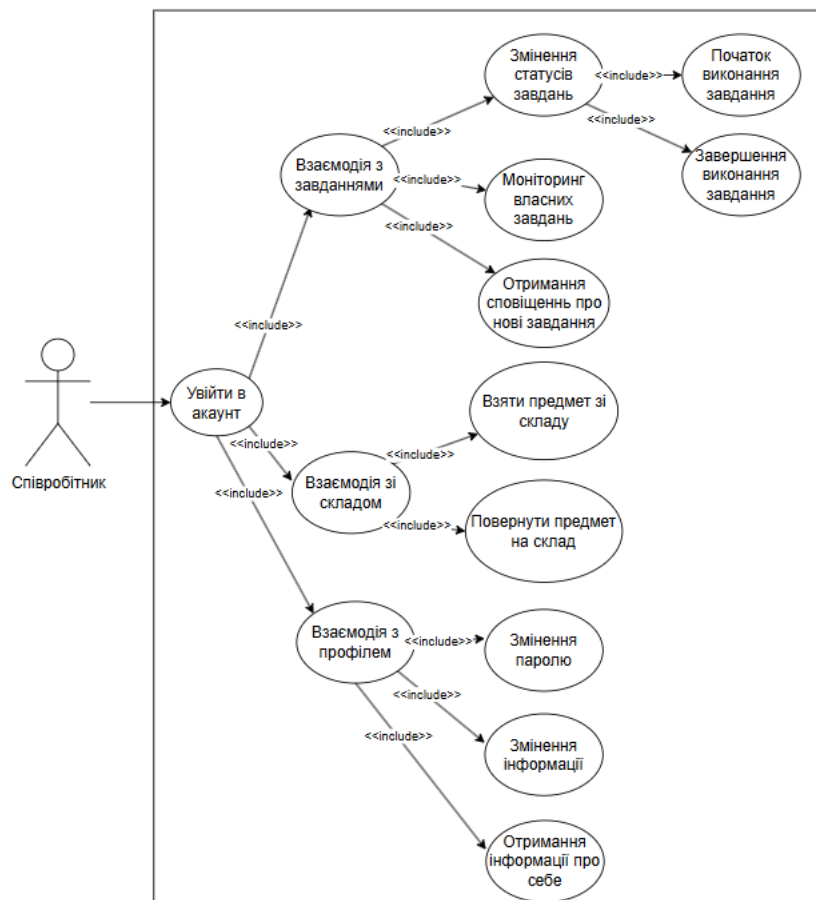 Змінення
статусів
завдань
<<include>>
Початок
виконання
завдання
<<include>>
<<include>>
Завершення
виконання
завдання
Взаємодія з
завданнями
<<include>>
Моніторинг
власних
завдань
<<include>>
Отримання
сповіщеннь про
нові завдання
<<include>>
Увійти в
акаунт
Співробітник
Взяти предмет зі
складу
<<include>>
<<include>>
Взаємодія зі
складом
<<include>>
<<include>>
Повернути предмет
на склад
Взаємодія з
профілем
<<include>>
Змінення
паролю
<<include>>
<<include>>
Змінення
інформації
Отримання
інформації про
себе